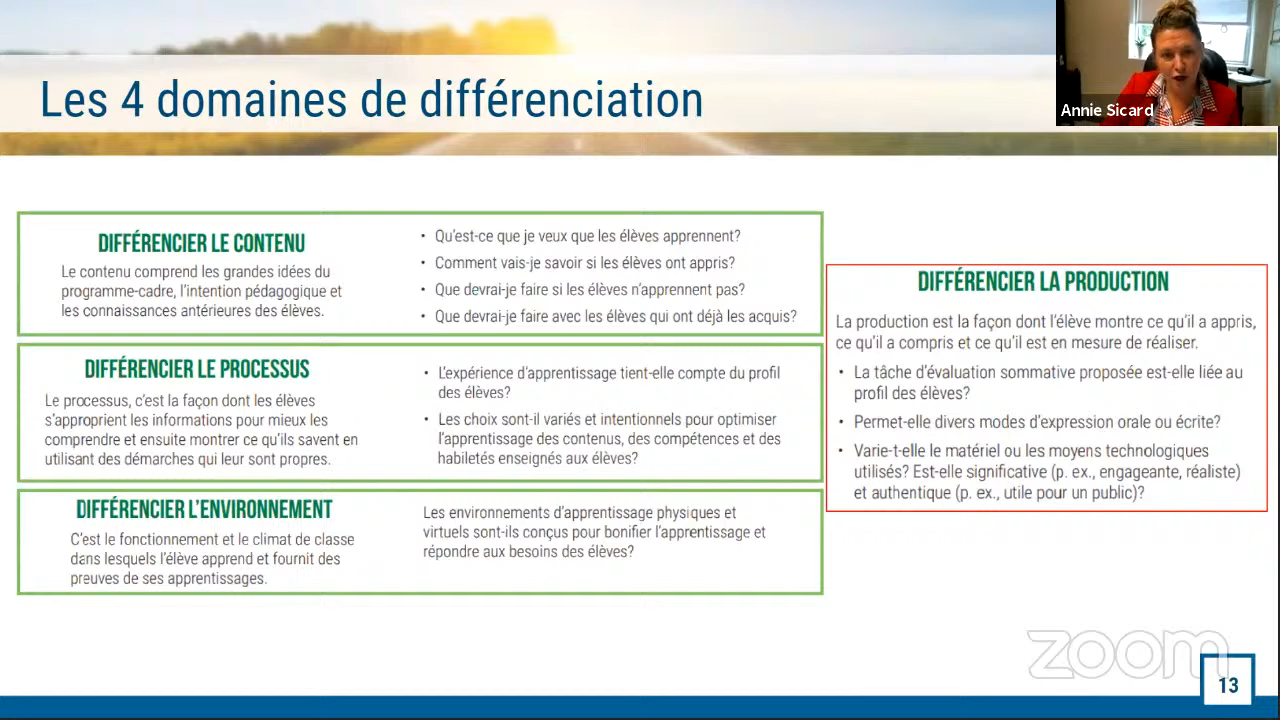 Les 4 domaines de différenciation
Annie Sicard
DIFFÉRENCIER LE CONTENU
Le contenu comprend les grandes idées du
programme-cadre, l'intention pédagogique et
les connaissances antérieures des élèves.
• Qu'est-ce que je veux que les élèves apprennent?
• Comment vais-je savoir si les élèves ont appris?
• Que devrai-je faire si les élèves n'apprennent pas?
• Que devrai-je faire avec les élèves qui ont déjà les acquis?
DIFFÉRENCIER LE PROCESSUS
Le processus, c'est la façon dont les élèves
s'approprient les informations pour mieux les
comprendre et ensuite montrer ce qu'ils savent en
utilisant des démarches qui leur sont propres.
• L'expérience d'apprentissage tient-elle compte du profil
des élèves?
• Les choix sont-il variés et intentionnels pour optimiser
l'apprentissage des contenus, des compétences et des
habiletés enseignés aux élèves?
DIFFÉRENCIER L'ENVIRONNEMENT
C'est le fonctionnement et le climat de classe
dans lesquels l'élève apprend et fournit des
preuves de ses apprentissages.
Les environnements d'apprentissage physiques et
virtuels sont-ils conçus pour bonifier l'apprentissage et
répondre aux besoins des élèves?
DIFFÉRENCIER LA PRODUCTION
La production est la façon dont l'élève montre ce qu'il a appris,
ce qu'il a compris et ce qu'il est en mesure de réaliser.
• La tâche d'évaluation sommative proposée est-elle liée au
profil des élèves?
• Permet-elle divers modes d'expression orale ou écrite?
• Varie-t-elle le matériel ou les moyens technologiques
utilisés? Est-elle significative (p. ex., engageante, réaliste)
et authentique (p. ex., utile pour un public)?
zoom
13